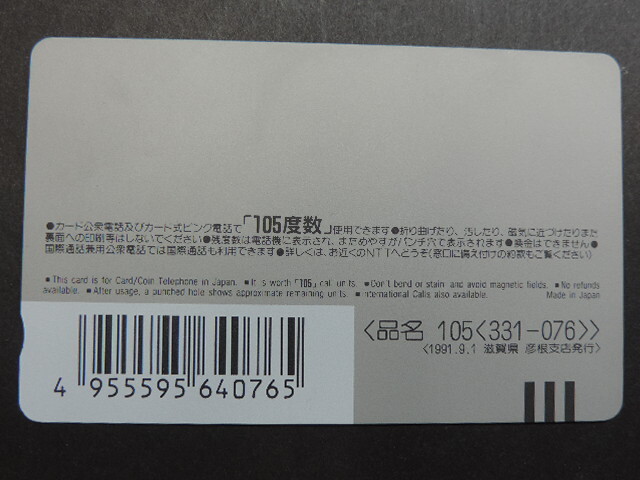 ●カード公衆電話及びカード式ピンク電話で「105度数」使用できます●折り曲げたり、汚したり、磁気に近づけたりまた
裏面への印刷等はしないでください●残度数は電話機に表示され、まためやすがパンチ穴で表示されます●換金はできません●
国際通話兼用公衆電話では国際通話も利用できます●詳しくは、お近くのNTTへどうぞ(窓口に備え付けの約款もご覧ください)
■This card is for Card/Coin Telephone in Japan. ■It is worth「105」call units. ■Don't bend or stain and avoid magnetic fields. ■No refunds
available. ■After usage, a punched hole shows approximate remaining units. ■International Calls also available. Made in Japan
<品名 105<331-076>>
<1991.9.1 滋賀県 彦根支店発行>
4 955595 640765